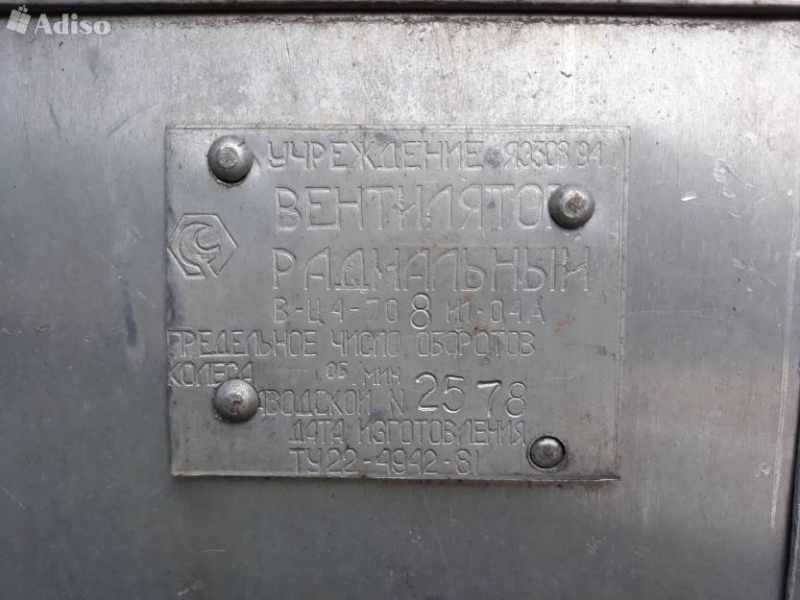 Adiso
УЧРЕЖДЕНИЕ ЯЭ308/94
ВЕНТИЛЯТОР
РАДИАЛЬНЫЙ
В-Ц4-70 8 И1-04А
ПРЕДЕЛЬНОЕ ЧИСЛО ОБОРОТОВ
КОЛЕСА ОБ МИН
ЗАВОДСКОЙ N 2578
ДАТА ИЗГОТОВЛЕНИЯ
ТУ22-4942-81